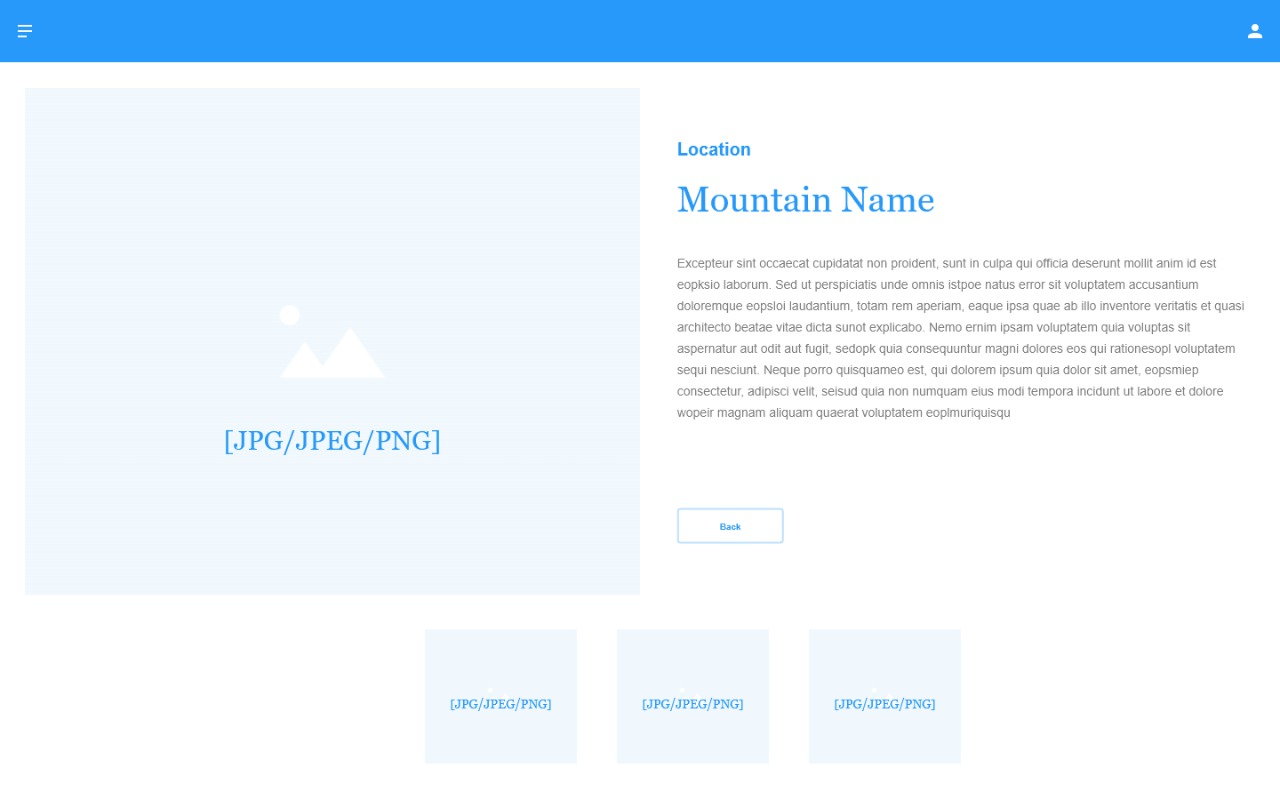 Location
Mountain Name
Excepteur sint occaecat cupidatat non proident, sunt in culpa qui officia deserunt mollit anim id est
eopksio laborum. Sed ut perspiciatis unde omnis istpoe natus error sit voluptatem accusantium
doloremque eopsloi laudantium, totam rem aperiam, eaque ipsa quae ab illo inventore veritatis et quasi
architecto beatae vitae dicta sunot explicabo. Nemo ernim ipsam voluptatem quia voluptas sit
aspernatur aut odit aut fugit, sedopk quia consequuntur magni dolores eos qui rationesopl voluptatem
sequi nesciunt. Neque porro quisquameo est, qui dolorem ipsum quia dolor sit amet, eopsmiep
consectetur, adipisci velit, seisud quia non numquam eius modi tempora incidunt ut labore et dolore
wopeir magnam aliquam quaerat voluptatem eoplmuriquisqu
[JPG/JPEG/PNG]
Back
[JPG/JPEG/PNG]
[JPG/JPEG/PNG]
[JPG/JPEG/PNG]